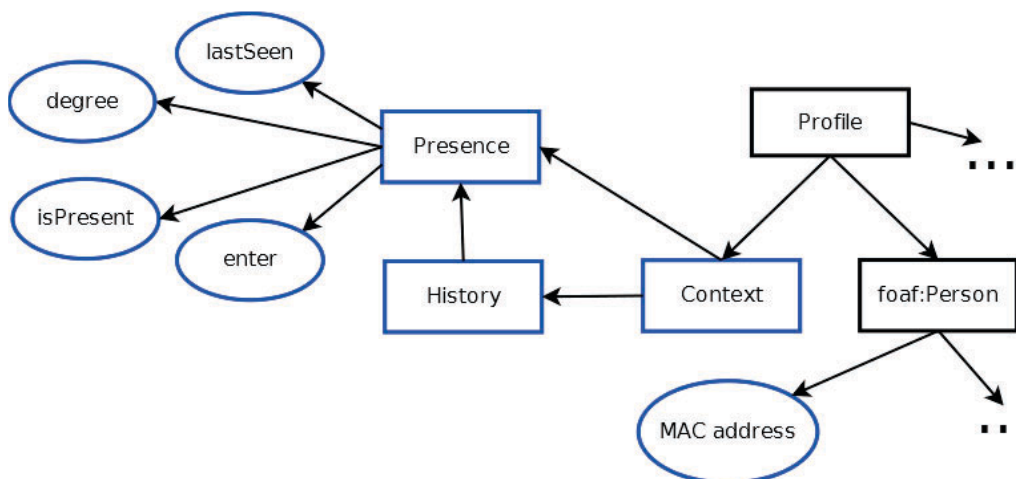 lastSeen
degree
Presence
Profile
...
isPresent
enter
History
Context
foaf:Person
MAC address
..